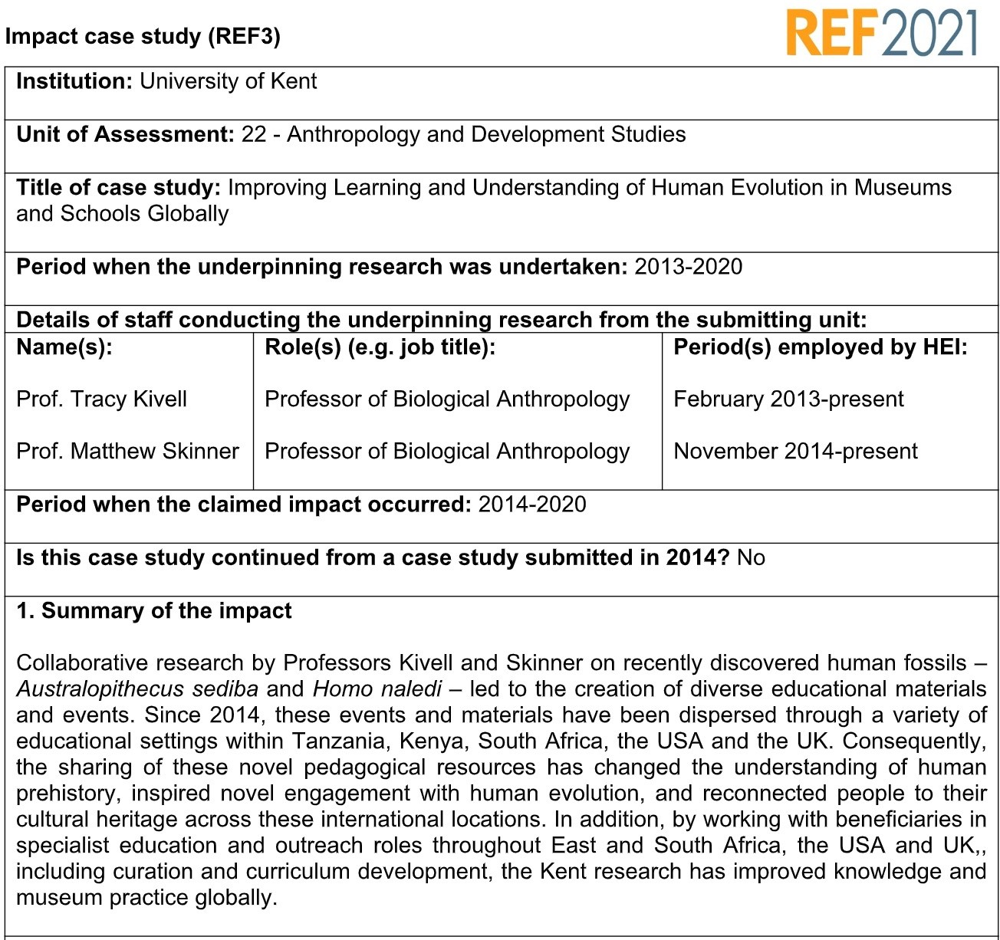 Impact case study (REF3)
REF2021
Institution: University of Kent
Unit of Assessment: 22 - Anthropology and Development Studies
Title of case study: Improving Learning and Understanding of Human Evolution in Museums
and Schools Globally
Period when the underpinning research was undertaken: 2013-2020
Details of staff conducting the underpinning research from the submitting unit:
Name(s): Role(s) (e.g. job title): Period(s) employed by HEI:
Prof. Tracy Kivell Professor of Biological Anthropology February 2013-present
Prof. Matthew Skinner Professor of Biological Anthropology November 2014-present
Period when the claimed impact occurred: 2014-2020
Is this case study continued from a case study submitted in 2014? No
1. Summary of the impact
Collaborative research by Professors Kivell and Skinner on recently discovered human fossils –
Australopithecus sediba and Homo naledi – led to the creation of diverse educational materials
and events. Since 2014, these events and materials have been dispersed through a variety of
educational settings within Tanzania, Kenya, South Africa, the USA and the UK. Consequently,
the sharing of these novel pedagogical resources has changed the understanding of human
prehistory, inspired novel engagement with human evolution, and reconnected people to their
cultural heritage across these international locations. In addition, by working with beneficiaries in
specialist education and outreach roles throughout East and South Africa, the USA and UK,,
including curation and curriculum development, the Kent research has improved knowledge and
museum practice globally.